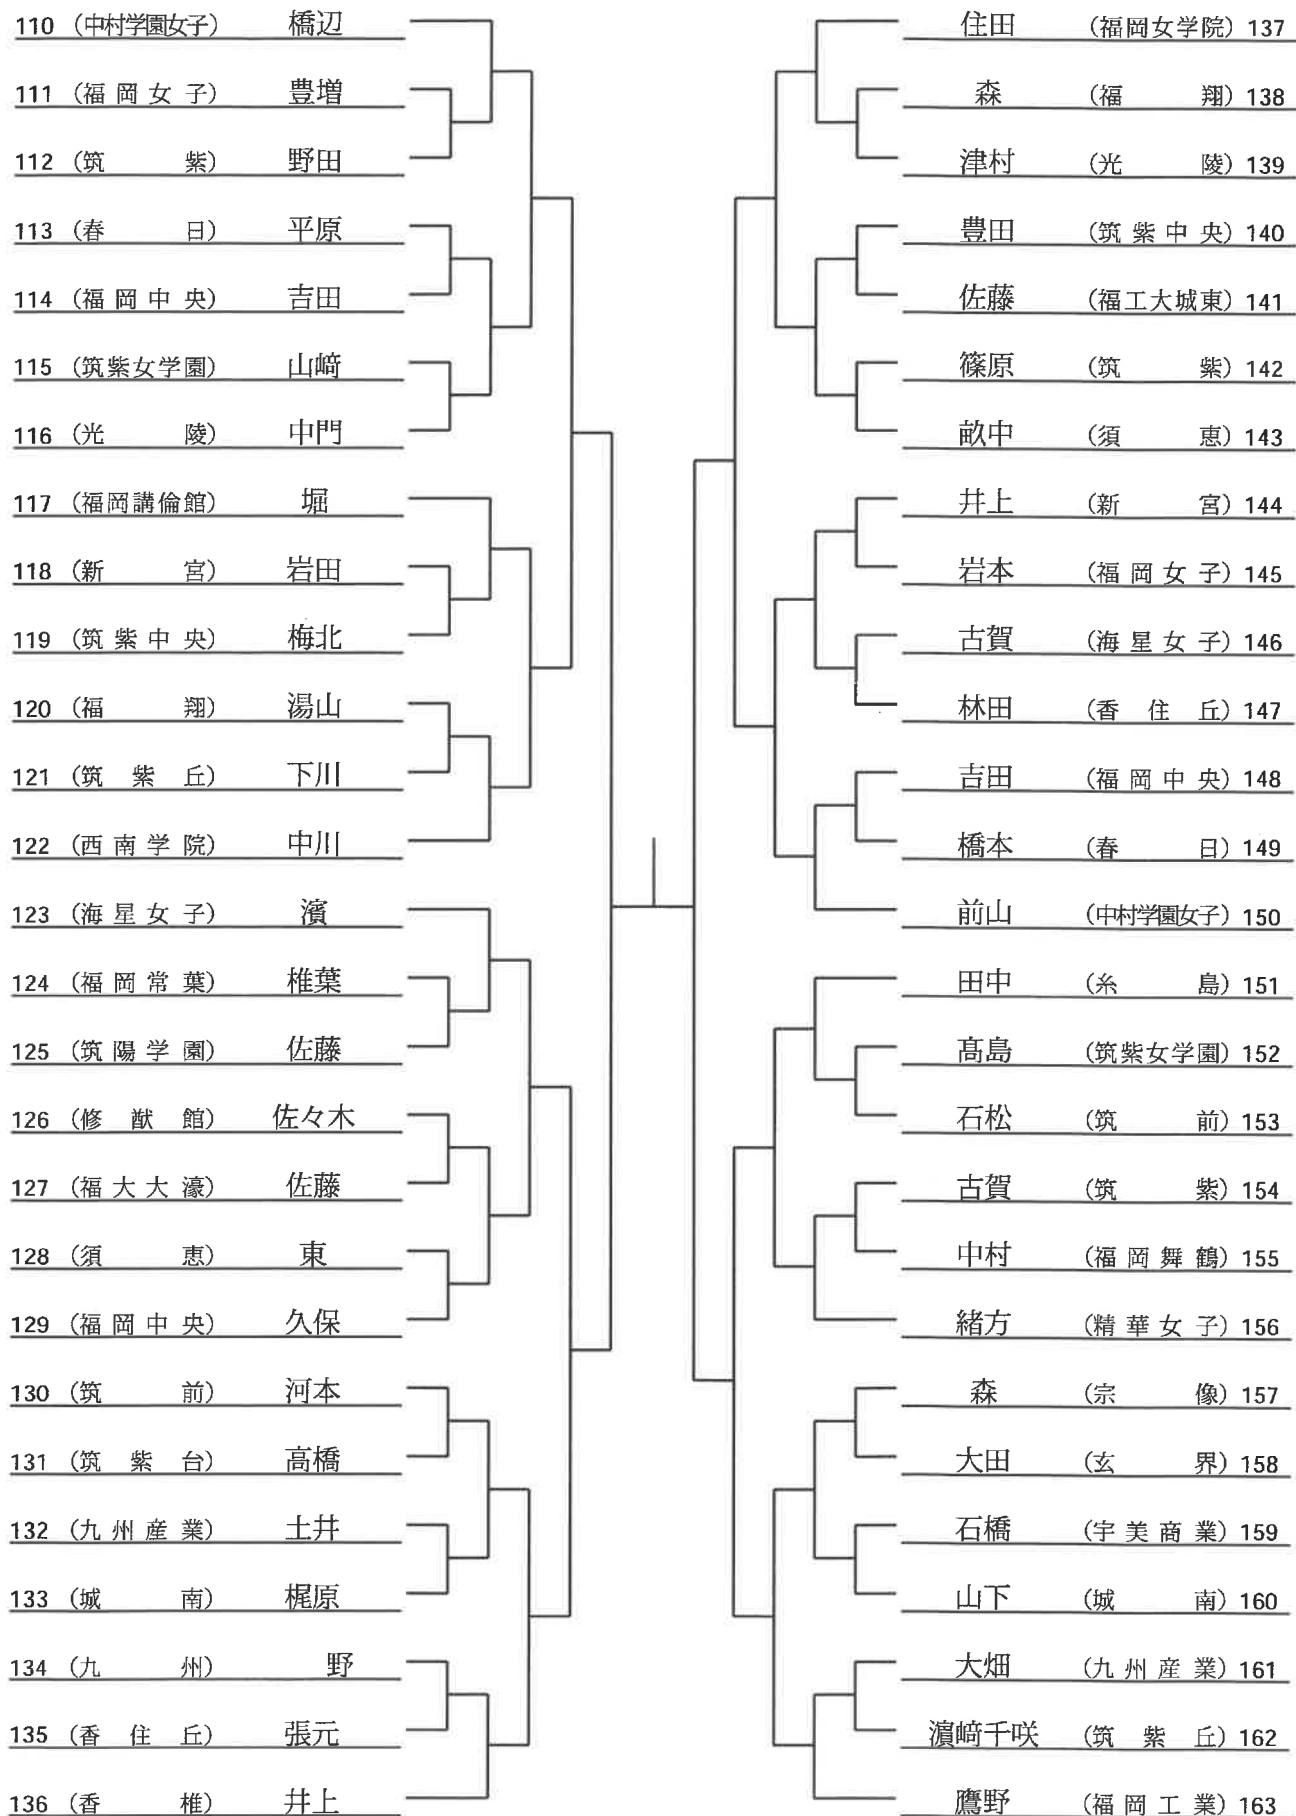 110 (中村学園女子) 橋辺
111 (福岡女子) 豊増
112 (筑紫) 野田
113 (春日) 平原
114 (福岡中央) 吉田
115 (筑紫女学園) 山﨑
116 (光陵) 中門
117 (福岡講倫館) 堀
118 (新宮) 岩田
119 (筑紫中央) 梅北
120 (福翔) 湯山
121 (筑紫丘) 下川
122 (西南学院) 中川
123 (海星女子) 濱
124 (福岡常葉) 椎葉
125 (筑陽学園) 佐藤
126 (修猷館) 佐々木
127 (福大大濠) 佐藤
128 (須恵) 東
129 (福岡中央) 久保
130 (筑前) 河本
131 (筑紫台) 高橋
132 (九州産業) 土井
133 (城南) 梶原
134 (九州) 野
135 (香住丘) 張元
136 (香椎) 井上
住田 (福岡女学院) 137
森 (福翔) 138
津村 (光陵) 139
豊田 (筑紫中央) 140
佐藤 (福工大城東) 141
篠原 (筑紫) 142
畝中 (須恵) 143
井上 (新宮) 144
岩本 (福岡女子) 145
古賀 (海星女子) 146
林田 (香住丘) 147
吉田 (福岡中央) 148
橋本 (春日) 149
前山 (中村学園女子) 150
田中 (糸島) 151
髙島 (筑紫女学園) 152
石松 (筑前) 153
古賀 (筑紫) 154
中村 (福岡舞鶴) 155
緒方 (精華女子) 156
森 (宗像) 157
大田 (玄界) 158
石橋 (宇美商業) 159
山下 (城南) 160
大畑 (九州産業) 161
濵﨑千咲 (筑紫丘) 162
鷹野 (福岡工業) 163